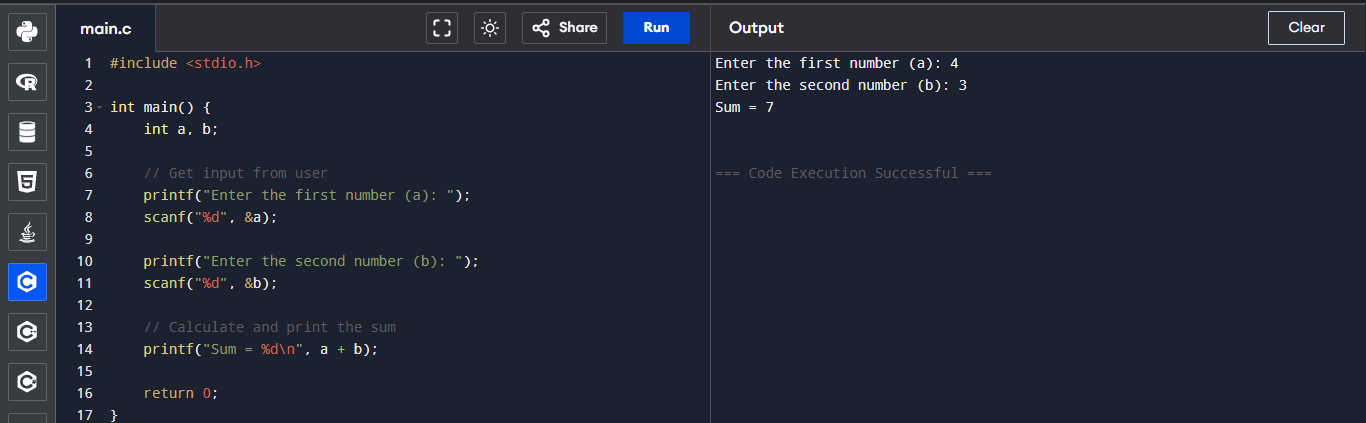 main.c
Share
Run
Output
Clear
1 #include <stdio.h>
2
3 int main() {
4     int a, b;
5
6     // Get input from user
7     printf("Enter the first number (a): ");
8     scanf("%d", &a);
9
10     printf("Enter the second number (b): ");
11     scanf("%d", &b);
12
13     // Calculate and print the sum
14     printf("Sum = %d\n", a + b);
15
16     return 0;
17 }
Enter the first number (a): 4
Enter the second number (b): 3
Sum = 7
=== Code Execution Successful ===